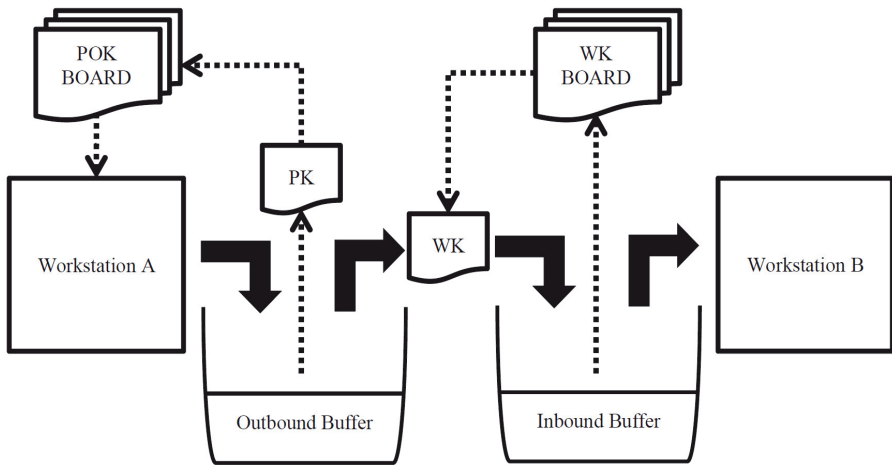 POK
BOARD
WK
BOARD
PK
Workstation A
WK
Workstation B
Outbound Buffer
Inbound Buffer